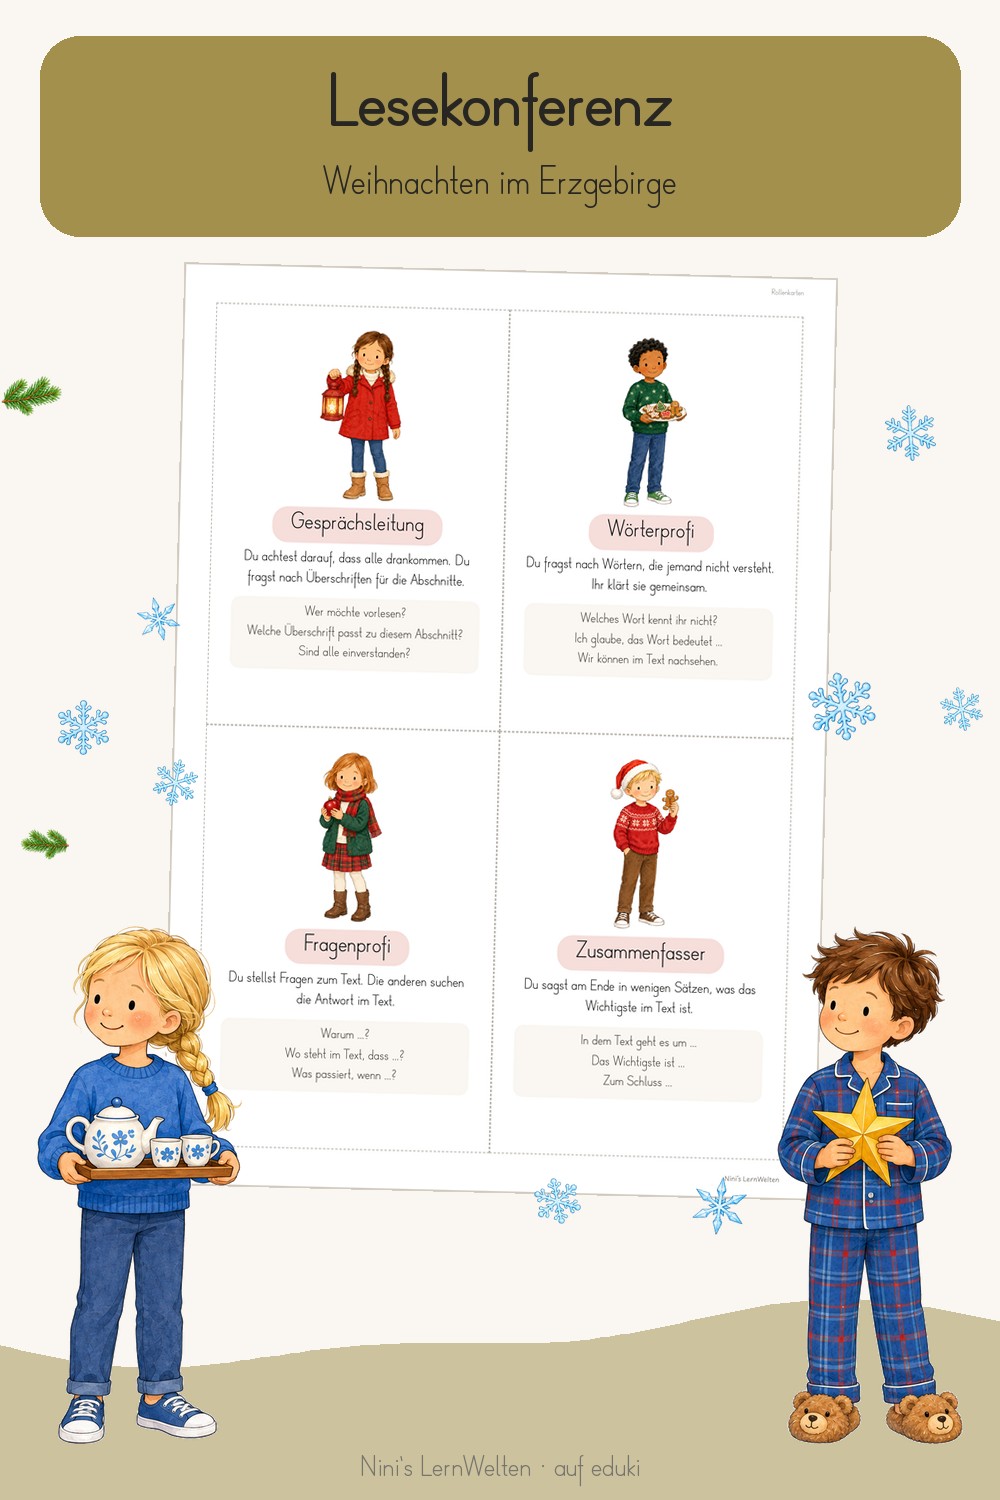 Lesekonferenz
Weihnachten im Erzgebirge
Rollenkarten
Gesprächsleitung
Du achtest darauf, dass alle drankommen. Du
fragst nach Überschriften für die Abschnitte.
Wer möchte vorlesen?
Welche Überschrift passt zu diesem Abschnitt?
Sind alle einverstanden?
Wörterprofi
Du fragst nach Wörtern, die jemand nicht versteht.
Ihr klärt sie gemeinsam.
Welches Wort kennt ihr nicht?
Ich glaube, das Wort bedeutet ...
Wir können im Text nachsehen.
Fragenprofi
Du stellst Fragen zum Text. Die anderen suchen
die Antwort im Text.
Warum ...?
Wo steht im Text, dass ...?
Was passiert, wenn ...?
Zusammenfasser
Du sagst am Ende in wenigen Sätzen, was das
Wichtigste im Text ist.
In dem Text geht es um ...
Das Wichtigste ist ...
Zum Schluss ...
Nini's LernWelten
Nini's LernWelten · auf eduki